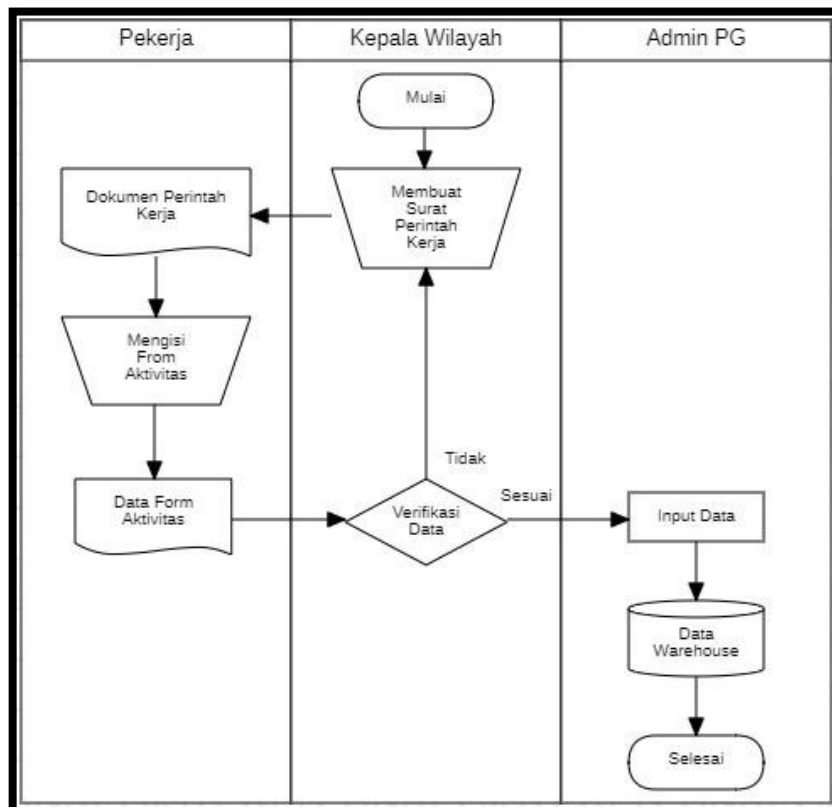 Pekerja
Kepala Wilayah
Admin PG
Mulai
Membuat
Surat
Perintah
Kerja
Dokumen Perintah
Kerja
Mengisi
From
Aktivitas
Data Form
Aktivitas
Verifikasi
Data
Tidak
Sesuai
Input Data
Data
Warehouse
Selesai